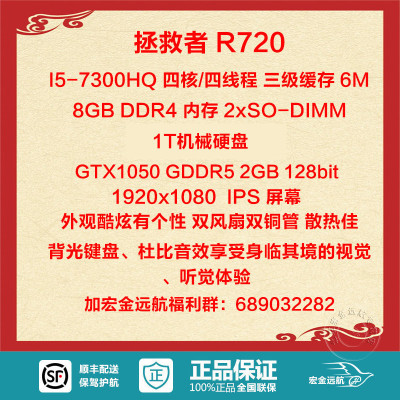 拯救者 R720
I5-7300HQ 四核/四线程 三级缓存 6M
8GB DDR4 内存 2xSO-DIMM
1T机械硬盘
GTX1050 GDDR5 2GB 128bit
1920x1080 IPS 屏幕
外观酷炫有个性 双风扇双铜管 散热佳
背光键盘、杜比音效享受身临其境的视觉
、听觉体验
加宏金远航福利群：689032282
SF 顺丰配送
保驾护航
正品保证
100%正品全国联保
宏金远航